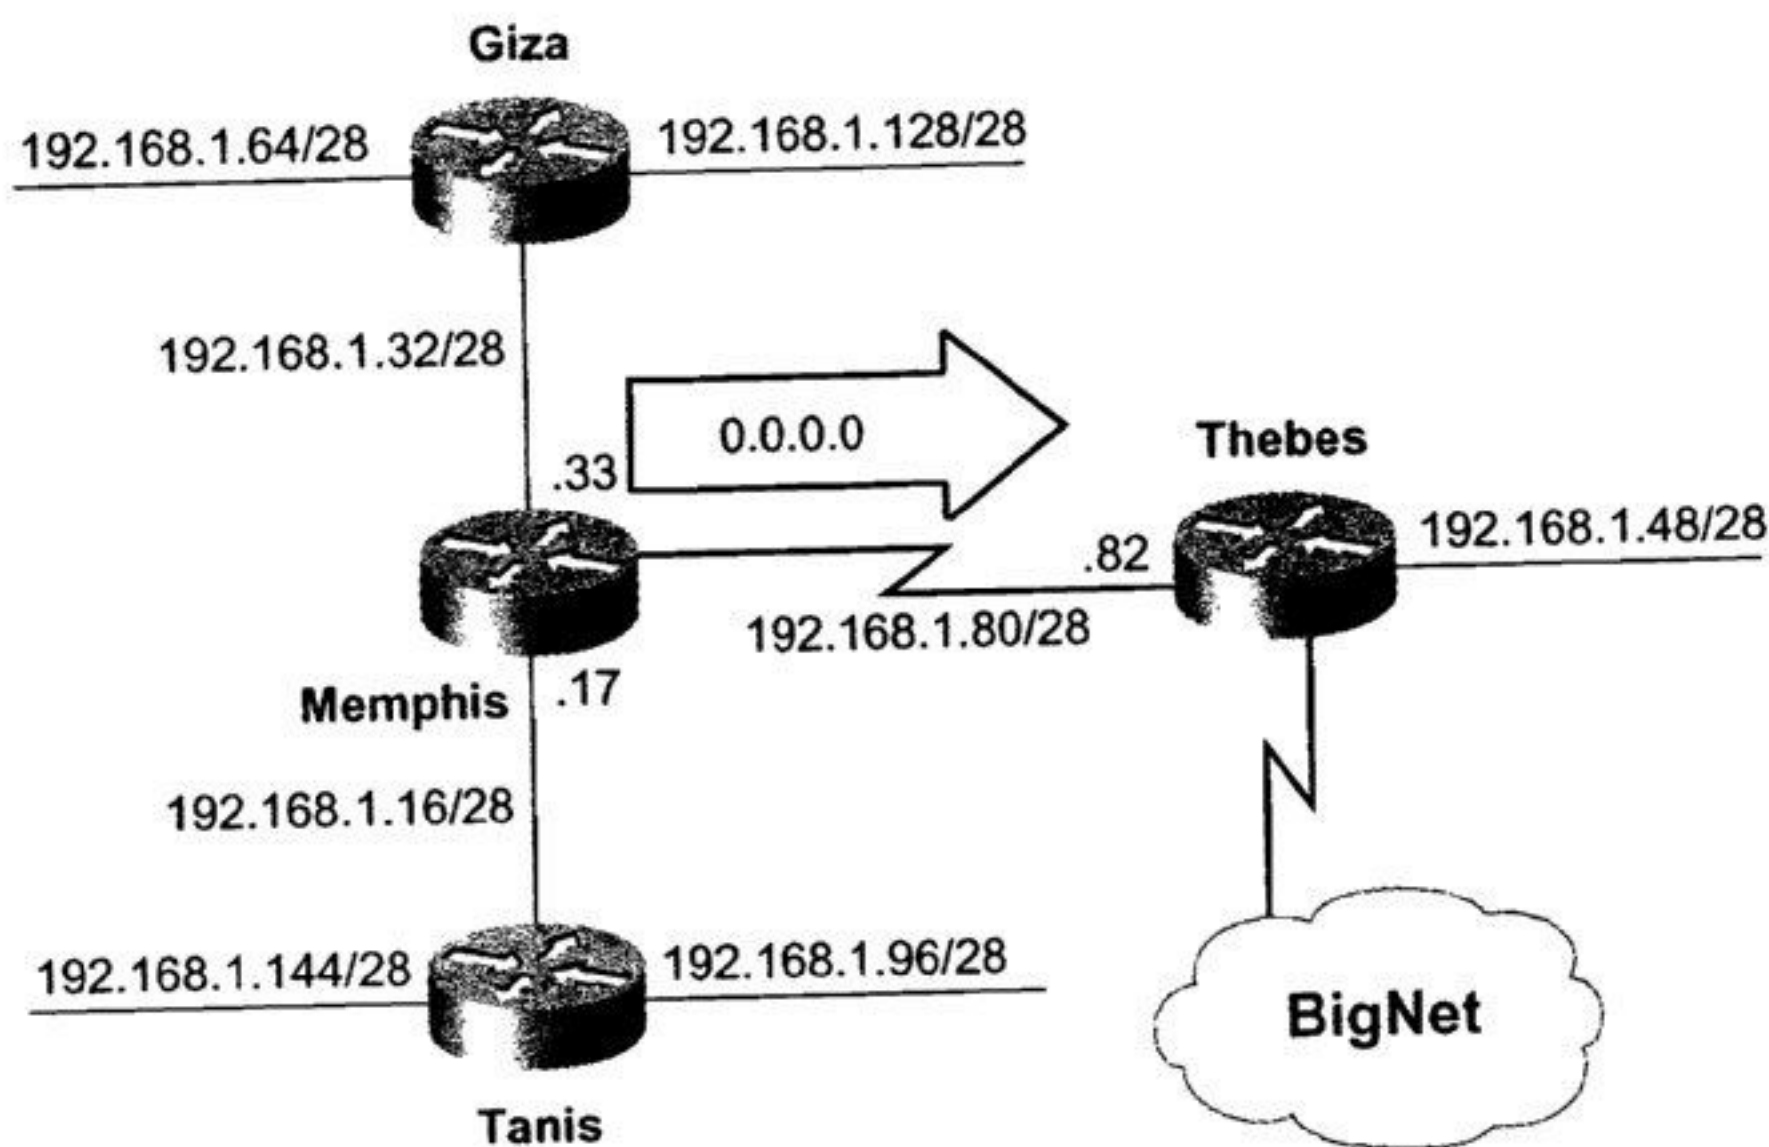 Giza
192.168.1.64/28
192.168.1.128/28
192.168.1.32/28
0.0.0.0
.33
Thebes
.82
192.168.1.48/28
192.168.1.80/28
Memphis
.17
192.168.1.16/28
192.168.1.144/28
192.168.1.96/28
BigNet
Tanis